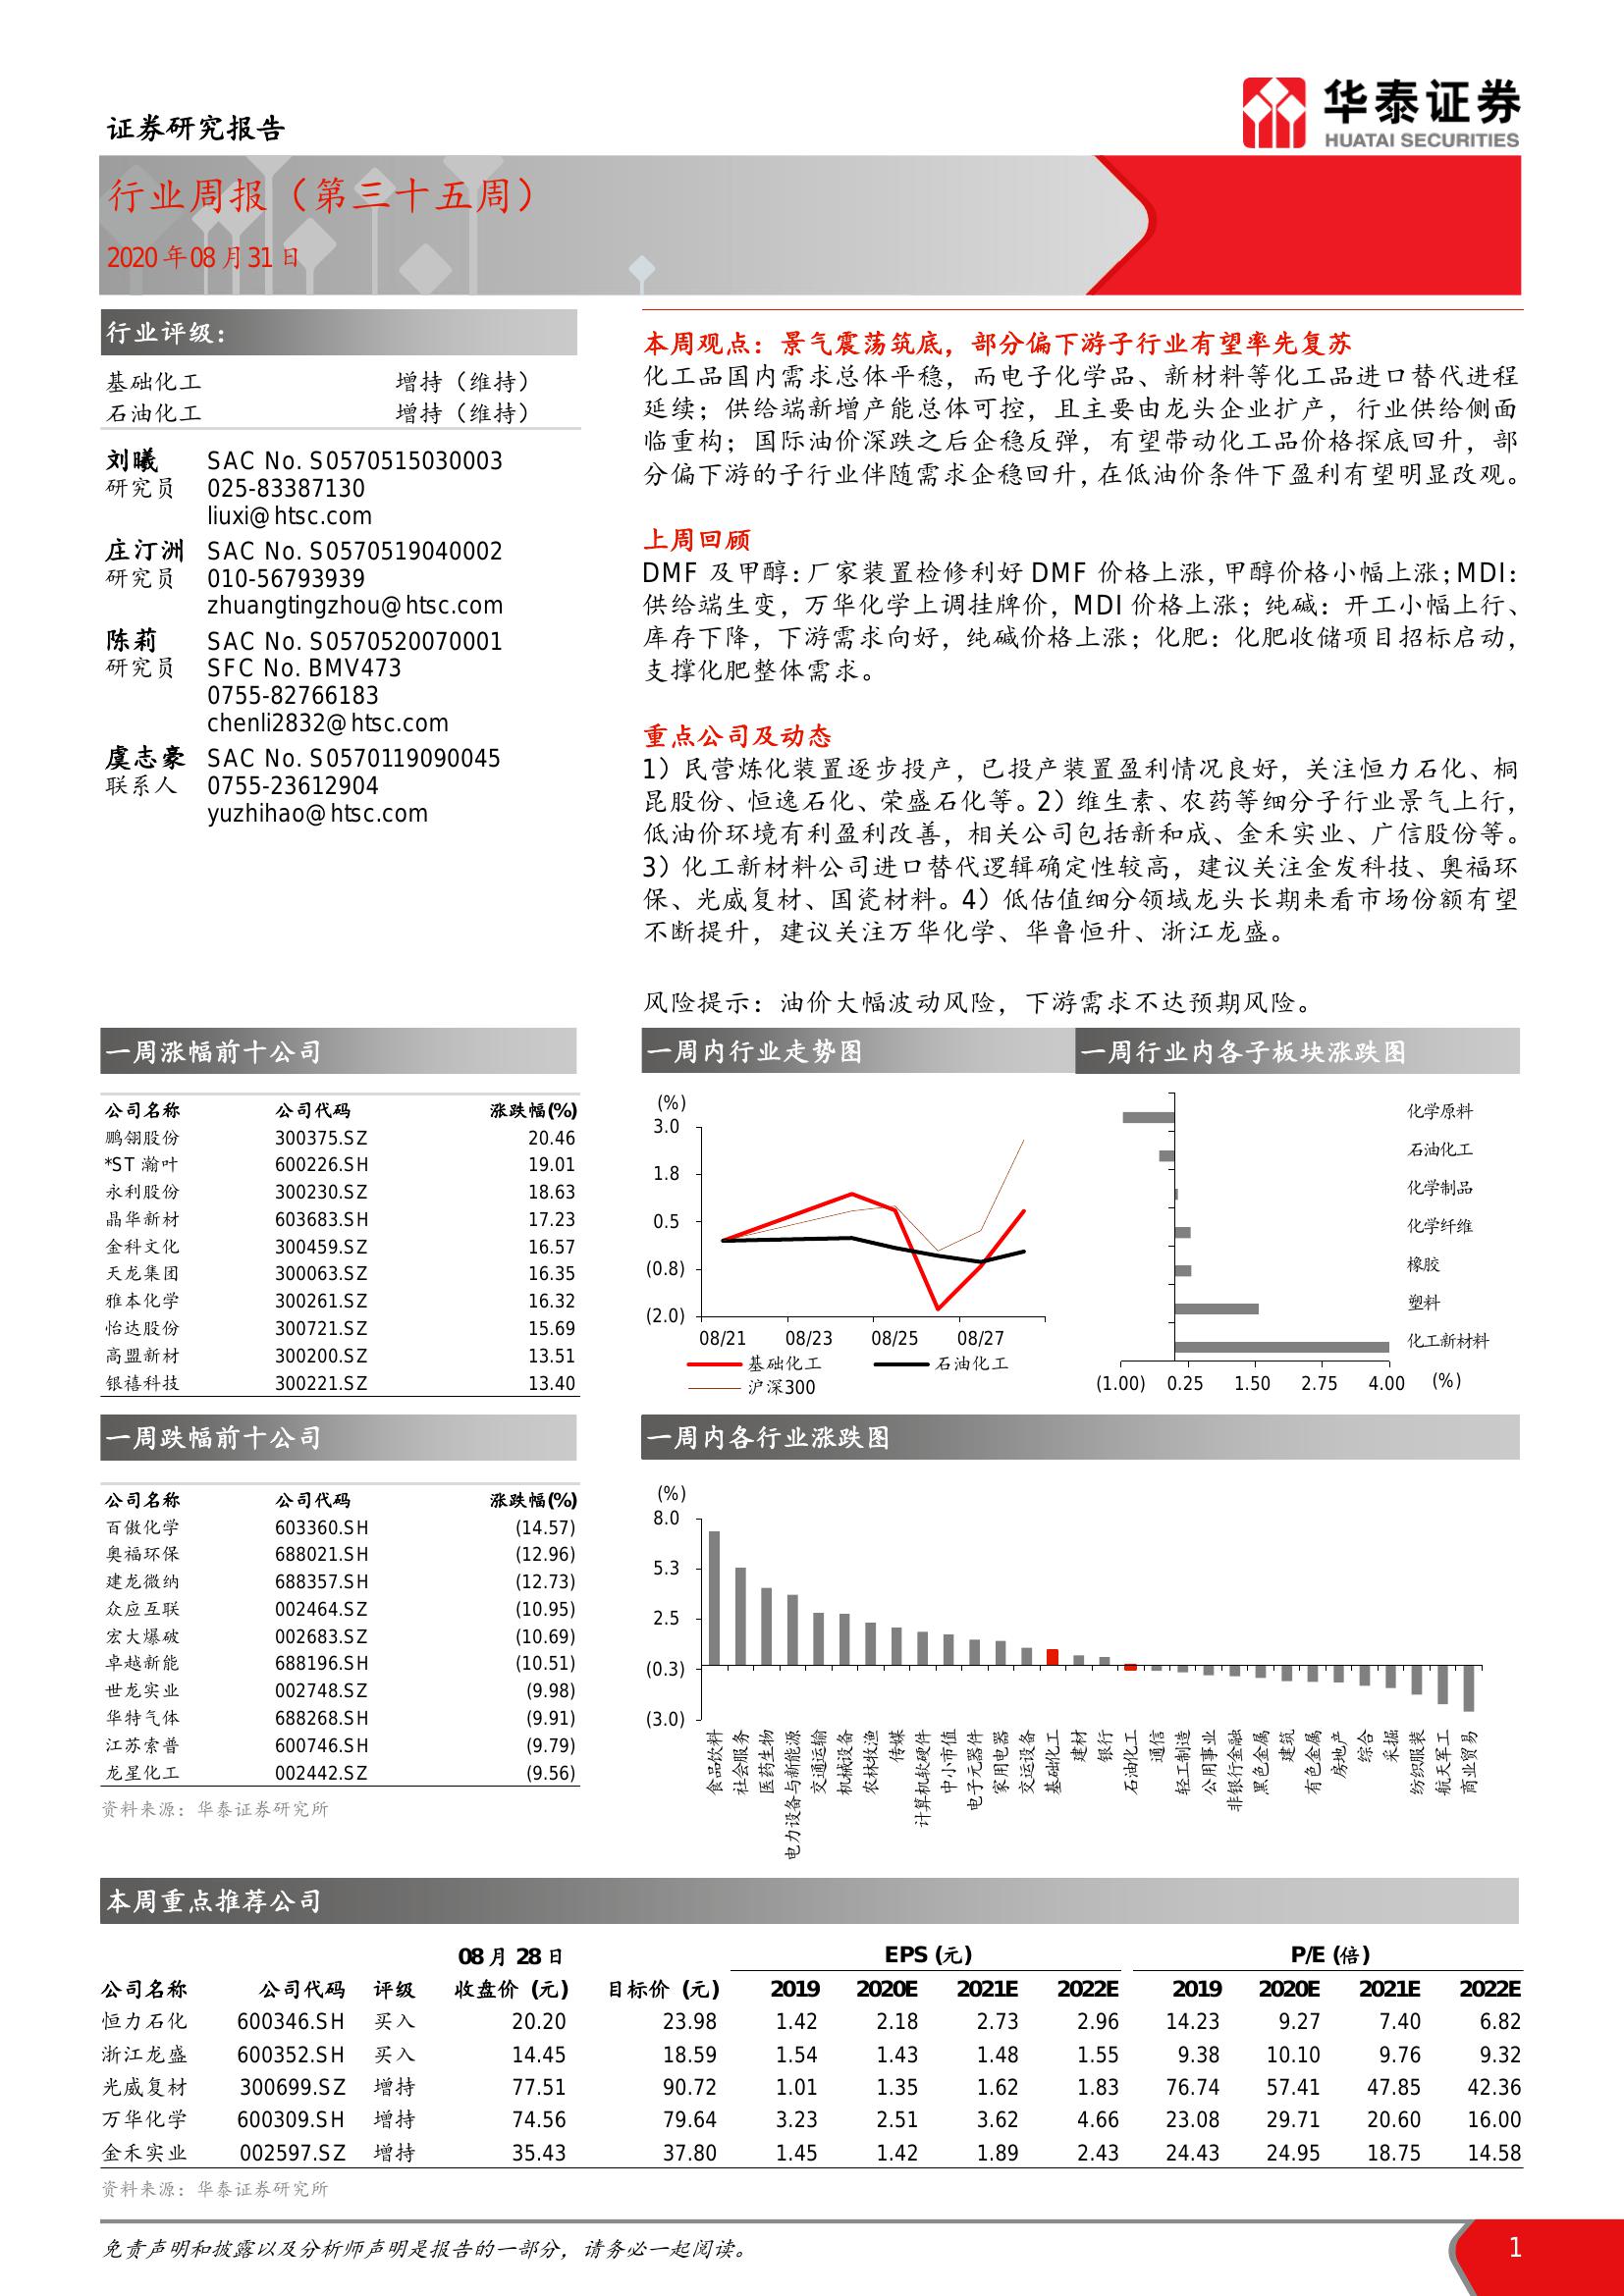 证券研究报告
华泰证券
HUATAI SECURITIES
行业周报（第三十五周）
2020年08月31日
行业评级：
基础化工 增持（维持）
石油化工 增持（维持）
刘曦 SAC No. S0570515030003
研究员 025-83387130
liuxi@htsc.com
庄汀洲 SAC No. S0570519040002
研究员 010-56793939
zhuangtingzhou@htsc.com
陈莉 SAC No. S0570520070001
研究员 SFC No. BMV473
0755-82766183
chenli2832@htsc.com
虞志豪 SAC No. S0570119090045
联系人 0755-23612904
yuzhihao@htsc.com
本周观点：景气震荡筑底，部分偏下游子行业有望率先复苏
化工品国内需求总体平稳，而电子化学品、新材料等化工品进口替代进程
延续；供给端新增产能总体可控，且主要由龙头企业扩产，行业供给侧面
临重构；国际油价深跌之后企稳反弹，有望带动化工品价格探底回升，部
分偏下游的子行业伴随需求企稳回升，在低油价条件下盈利有望明显改观。
上周回顾
DMF 及甲醇：厂家装置检修利好 DMF 价格上涨，甲醇价格小幅上涨；MDI：
供给端生变，万华化学上调挂牌价，MDI 价格上涨；纯碱：开工小幅上行、
库存下降，下游需求向好，纯碱价格上涨；化肥：化肥收储项目招标启动，
支撑化肥整体需求。
重点公司及动态
1）民营炼化装置逐步投产，已投产装置盈利情况良好，关注恒力石化、桐
昆股份、恒逸石化、荣盛石化等。2）维生素、农药等细分子行业景气上行，
低油价环境有利盈利改善，相关公司包括新和成、金禾实业、广信股份等。
3）化工新材料公司进口替代逻辑确定性较高，建议关注金发科技、奥福环
保、光威复材、国瓷材料。4）低估值细分领域龙头长期来看市场份额有望
不断提升，建议关注万华化学、华鲁恒升、浙江龙盛。
风险提示：油价大幅波动风险，下游需求不达预期风险。
一周涨幅前十公司
公司名称 公司代码 涨跌幅(%)
鹏翎股份 300375.SZ 20.46
*ST 瀚叶 600226.SH 19.01
永利股份 300230.SZ 18.63
晶华新材 603683.SH 17.23
金科文化 300459.SZ 16.57
天龙集团 300063.SZ 16.35
雅本化学 300261.SZ 16.32
怡达股份 300721.SZ 15.69
高盟新材 300200.SZ 13.51
银禧科技 300221.SZ 13.40
一周内行业走势图
(%)
3.0
1.8
0.5
(0.8)
(2.0)
08/21 08/23 08/25 08/27
基础化工 石油化工
沪深300
一周行业内各子板块涨跌图
化学原料
石油化工
化学制品
化学纤维
橡胶
塑料
化工新材料
(1.00) 0.25 1.50 2.75 4.00 (%)
一周跌幅前十公司
公司名称 公司代码 涨跌幅(%)
百傲化学 603360.SH (14.57)
奥福环保 688021.SH (12.96)
建龙微纳 688357.SH (12.73)
众应互联 002464.SZ (10.95)
宏大爆破 002683.SZ (10.69)
卓越新能 688196.SH (10.51)
世龙实业 002748.SZ (9.98)
华特气体 688268.SH (9.91)
江苏索普 600746.SH (9.79)
龙星化工 002442.SZ (9.56)
资料来源：华泰证券研究所
一周内各行业涨跌图
(%)
8.0
5.3
2.5
(0.3)
(3.0)
食品饮料
社会服务
医药生物
电力设备与新能源
交通运输
机械设备
农林牧渔
传媒
计算机软硬件
中小市值
电子元器件
家用电器
交运设备
基础化工
建材
银行
石油化工
通信
轻工制造
公用事业
非银行金融
黑色金属
建筑
有色金属
房地产
综合
采掘
纺织服装
航天军工
商业贸易
本周重点推荐公司
08 月 28 日 EPS (元) P/E (倍)
公司名称 公司代码 评级 收盘价 (元) 目标价 (元) 2019 2020E 2021E 2022E 2019 2020E 2021E 2022E
恒力石化 600346.SH 买入 20.20 23.98 1.42 2.18 2.73 2.96 14.23 9.27 7.40 6.82
浙江龙盛 600352.SH 买入 14.45 18.59 1.54 1.43 1.48 1.55 9.38 10.10 9.76 9.32
光威复材 300699.SZ 增持 77.51 90.72 1.01 1.35 1.62 1.83 76.74 57.41 47.85 42.36
万华化学 600309.SH 增持 74.56 79.64 3.23 2.51 3.62 4.66 23.08 29.71 20.60 16.00
金禾实业 002597.SZ 增持 35.43 37.80 1.45 1.42 1.89 2.43 24.43 24.95 18.75 14.58
资料来源：华泰证券研究所
免责声明和披露以及分析师声明是报告的一部分，请务必一起阅读。
1